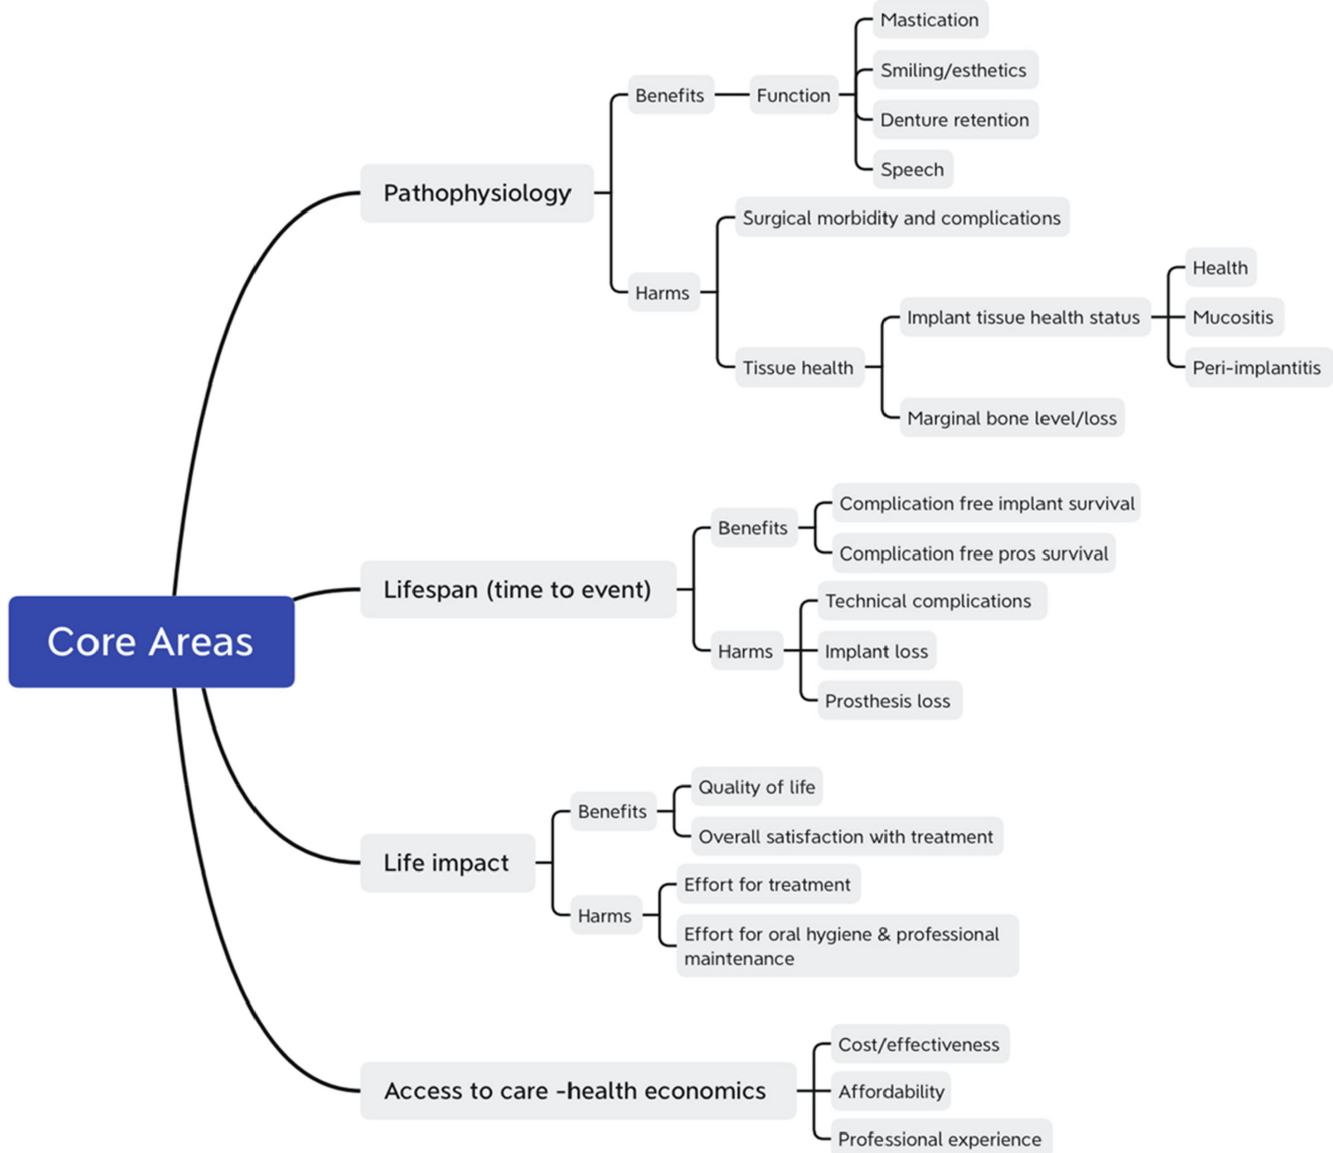 Core Areas
Pathophysiology
Benefits
Function
Mastication
Smiling/esthetics
Denture retention
Speech
Harms
Surgical morbidity and complications
Tissue health
Implant tissue health status
Health
Mucositis
Peri-implantitis
Marginal bone level/loss
Lifespan (time to event)
Benefits
Complication free implant survival
Complication free pros survival
Harms
Technical complications
Implant loss
Prosthesis loss
Life impact
Benefits
Quality of life
Overall satisfaction with treatment
Harms
Effort for treatment
Effort for oral hygiene & professional
maintenance
Access to care -health economics
Cost/effectiveness
Affordability
Professional experience